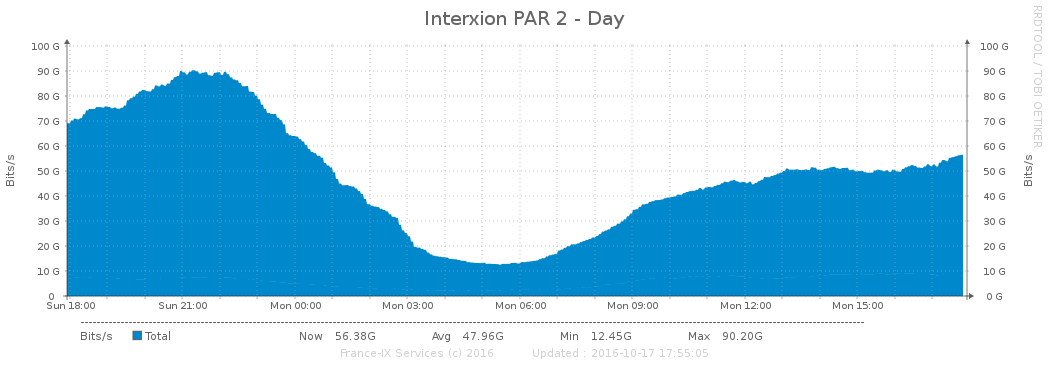 Interxion PAR 2 - Day
RRDTOOL / TOBI OETIKER
100 G 100 G
90 G 90 G
80 G 80 G
70 G 70 G
60 G 60 G
50 G 50 G
40 G 40 G
30 G 30 G
20 G 20 G
10 G 10 G
0 0 G
Bits/s Bits/s
Sun 18:00 Sun 21:00 Mon 00:00 Mon 03:00 Mon 06:00 Mon 09:00 Mon 12:00 Mon 15:00
Bits/s Total Now 56.38G Avg 47.96G Min 12.45G Max 90.20G
France-IX Services (c) 2016 Updated : 2016-10-17 17:55:05